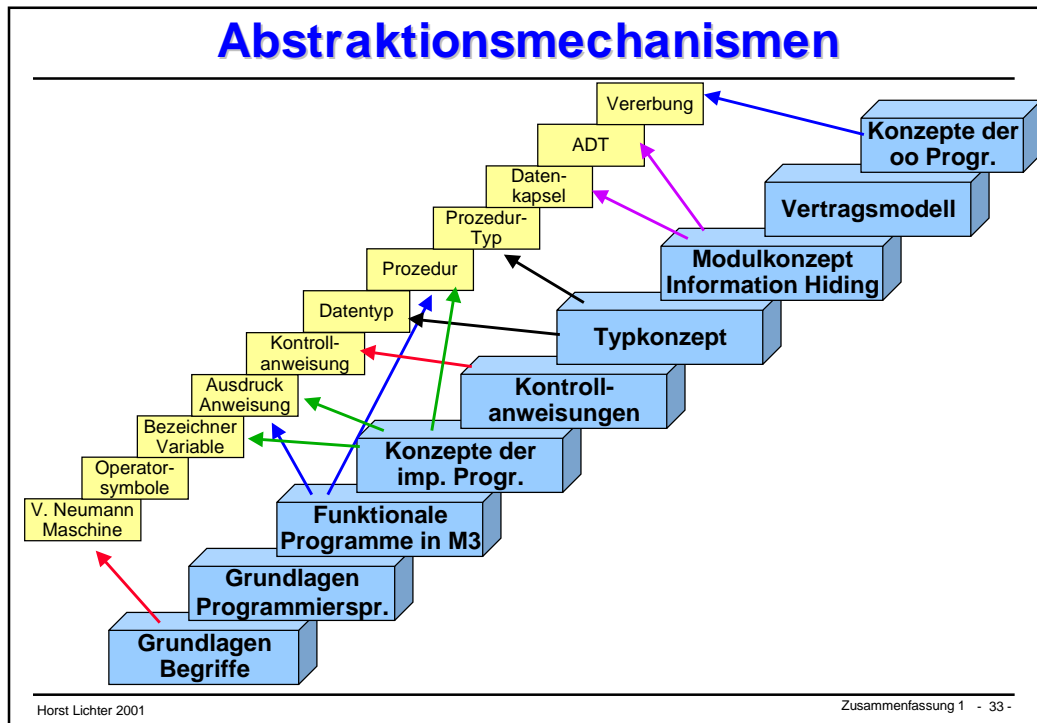 Abstraktionsmechanismen
Vererbung
ADT
Daten-
kapsel
Prozedur-
Typ
Prozedur
Datentyp
Kontroll-
anweisung
Ausdruck
Anweisung
Bezeichner
Variable
Operator-
symbole
V. Neumann
Maschine
Konzepte der
oo Progr.
Vertragsmodell
Modulkonzept
Information Hiding
Typkonzept
Kontroll-
anweisungen
Konzepte der
imp. Progr.
Funktionale
Programme in M3
Grundlagen
Programmierspr.
Grundlagen
Begriffe
Horst Lichter 2001
Zusammenfassung 1 - 33 -